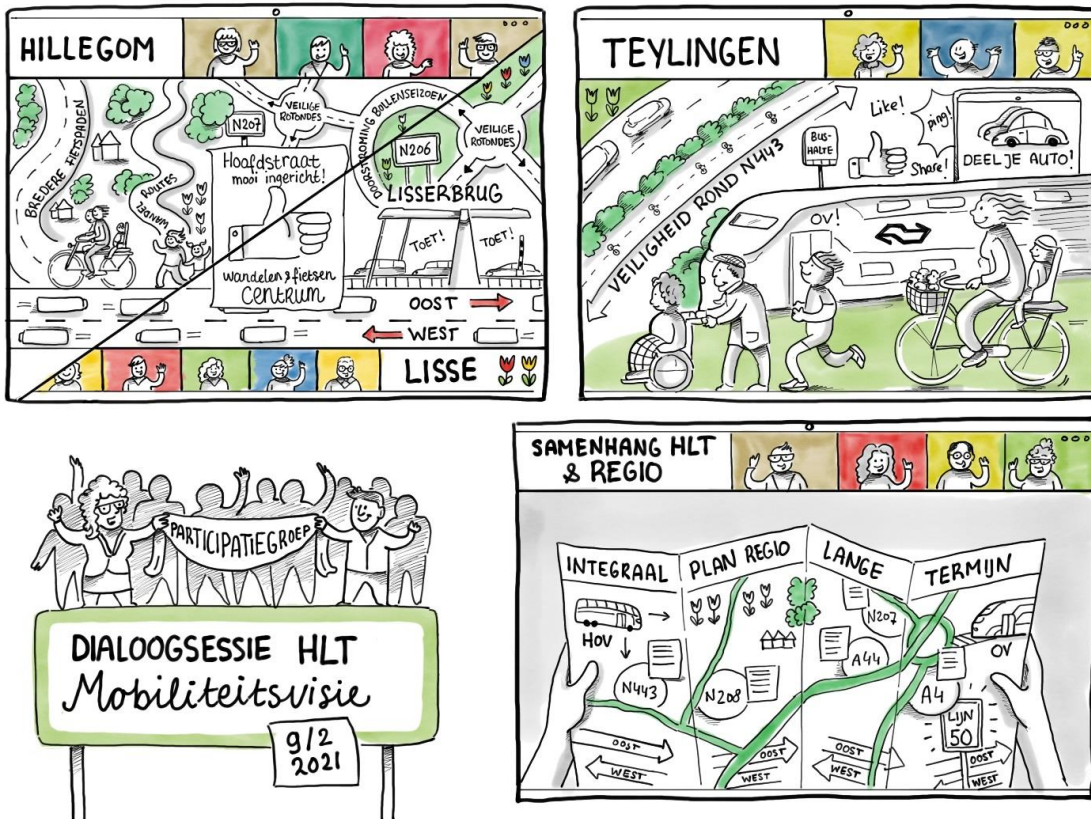 HILLEGOM
BREDERE FIETSPADEN
WANDEL
ROUTES
N207
VEILIGE
ROTONDES
Hoofdstraat
mooi ingericht!
wandelen & fietsen
CENTRUM
DOORSTROMING BOLLENSEIZOEN
N206
VEILIGE
ROTONDES
LISSERBRUG
TOET!
TOET!
OOST
WEST
LISSE
TEYLINGEN
VEILIGHEID ROND N443
BUS-
HALTE
Like!
Ping!
Share!
DEEL JE AUTO!
OV!
PARTICIPATIEGROEP
DIALOOGSESSIE HLT
Mobiliteitsvisie
9/2
2021
SAMENHANG HLT
& REGIO
INTEGRAAL
PLAN REGIO
LANGE
TERMIJN
HOV
N443
N208
N207
A44
A4
OV
LIJN
50
OOST
WEST
OOST
WEST
OOST
WEST
OOST
WEST